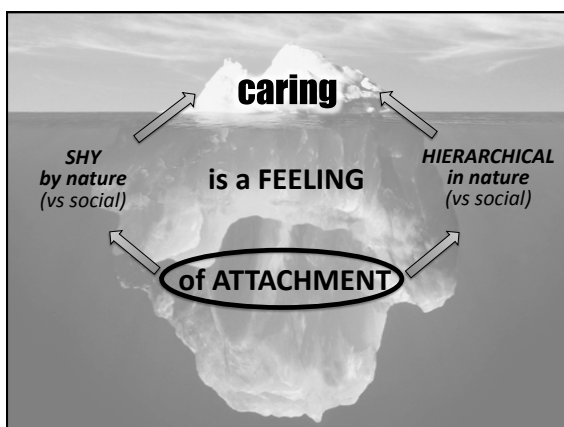 caring
SHY
by nature
(vs social)
is a FEELING
HIERARCHICAL
in nature
(vs social)
of ATTACHMENT